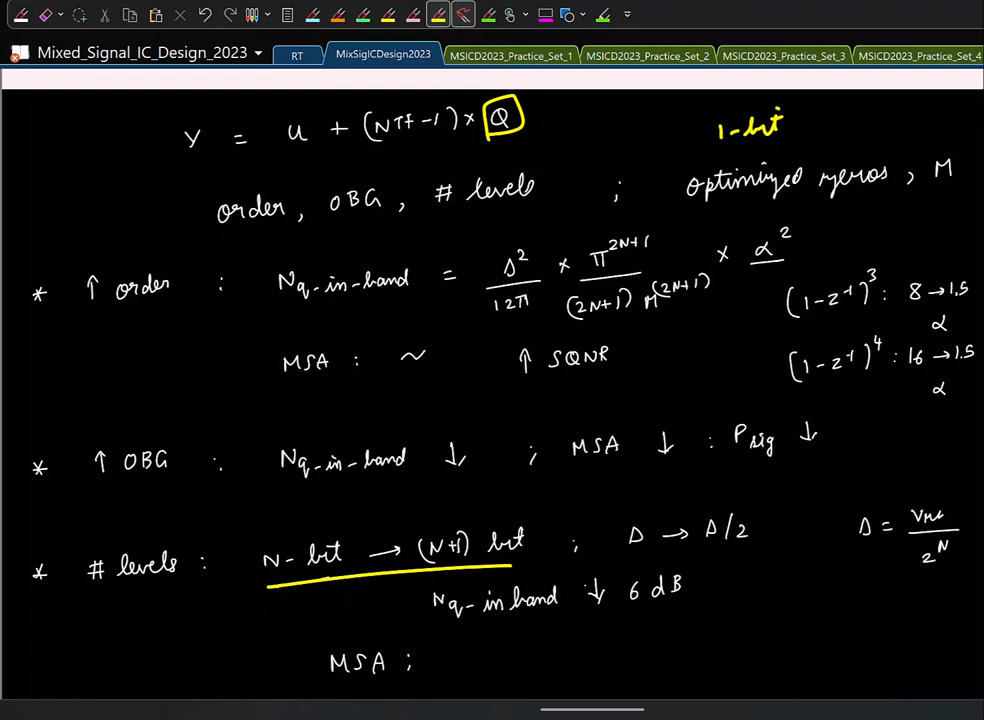 Mixed_Signal_IC_Design_2023 RT MixSigICDesign2023 MSICD2023_Practice_Set_1 MSICD2023_Practice_Set_2 MSICD2023_Practice_Set_3 MSICD2023_Practice_Set_4
Y = u + (NTF-1) × Q 1-bit
order, OBG, # levels ; optimized zeros, M
* ↑ order : Nq-in-band = Δ²/12π × π^(2N+1)/((2N+1) M^(2N+1)) × α²
(1-z⁻¹)³ : 8 → 1.5
α
MSA : ~ ↑ SQNR
(1-z⁻¹)⁴ : 16 → 1.5
α
* ↑ OBG : Nq-in-band ↓ ; MSA ↓ : Psig ↓
* # levels : N-bit → (N+1) bit ; Δ → Δ/2 Δ = Vref/2^N
Nq-in band ↓ 6 dB
MSA ;